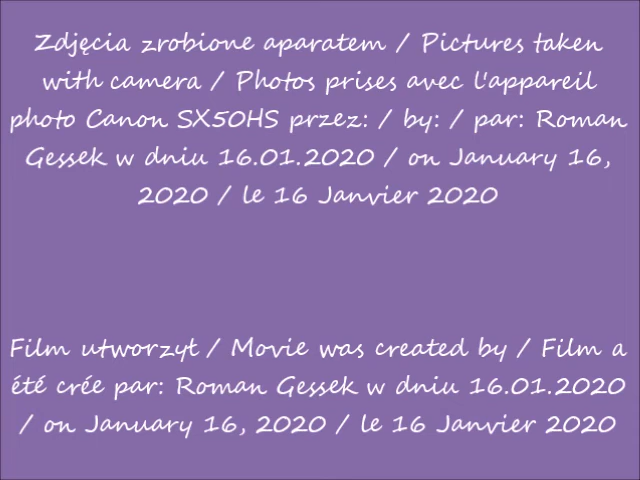 Zdjęcia zrobione aparatem / Pictures taken
with camera / Photos prises avec l'appareil
photo Canon SX50HS przez: / by: / par: Roman
Gessek w dniu 16.01.2020 / on January 16,
2020 / le 16 Janvier 2020
Film utworzył / Movie was created by / Film a
été crée par: Roman Gessek w dniu 16.01.2020
/ on January 16, 2020 / le 16 Janvier 2020